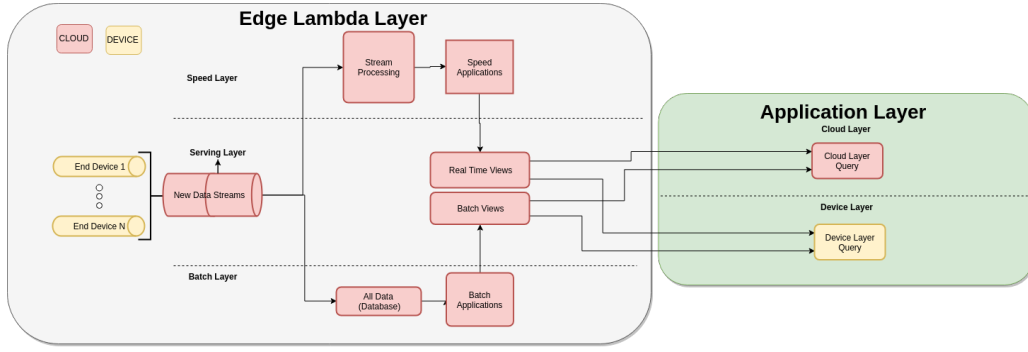 Edge Lambda Layer
CLOUD
DEVICE
Speed Layer
Stream
Processing
Speed
Applications
Serving Layer
End Device 1
New Data Streams
End Device N
Real Time Views
Batch Views
Batch Layer
All Data
(Database)
Batch
Applications
Application Layer
Cloud Layer
Cloud Layer
Query
Device Layer
Device Layer
Query